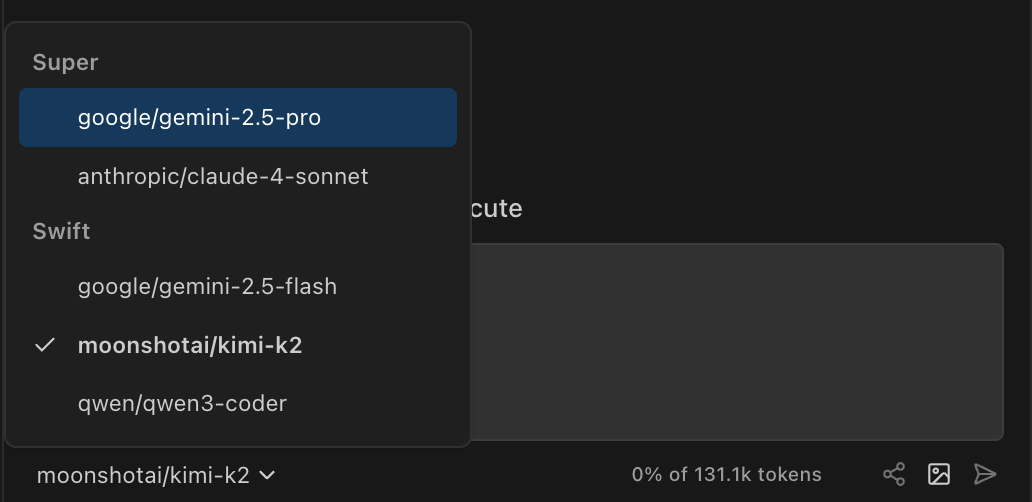 Super
google/gemini-2.5-pro
anthropic/claude-4-sonnet
cute
Swift
google/gemini-2.5-flash
moonshotai/kimi-k2
qwen/qwen3-coder
moonshotai/kimi-k2
0% of 131.1k tokens